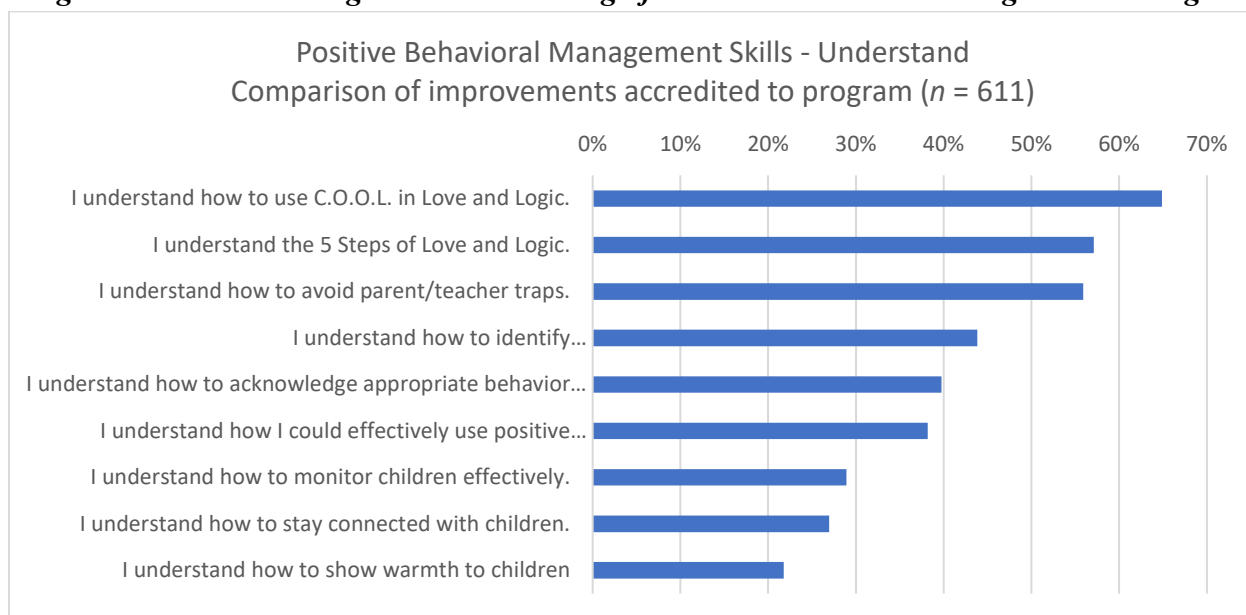 Positive Behavioral Management Skills - Understand
Comparison of improvements accredited to program (n = 611)
0% 10% 20% 30% 40% 50% 60% 70%
I understand how to use C.O.O.L. in Love and Logic.
I understand the 5 Steps of Love and Logic.
I understand how to avoid parent/teacher traps.
I understand how to identify…
I understand how to acknowledge appropriate behavior…
I understand how I could effectively use positive…
I understand how to monitor children effectively.
I understand how to stay connected with children.
I understand how to show warmth to children